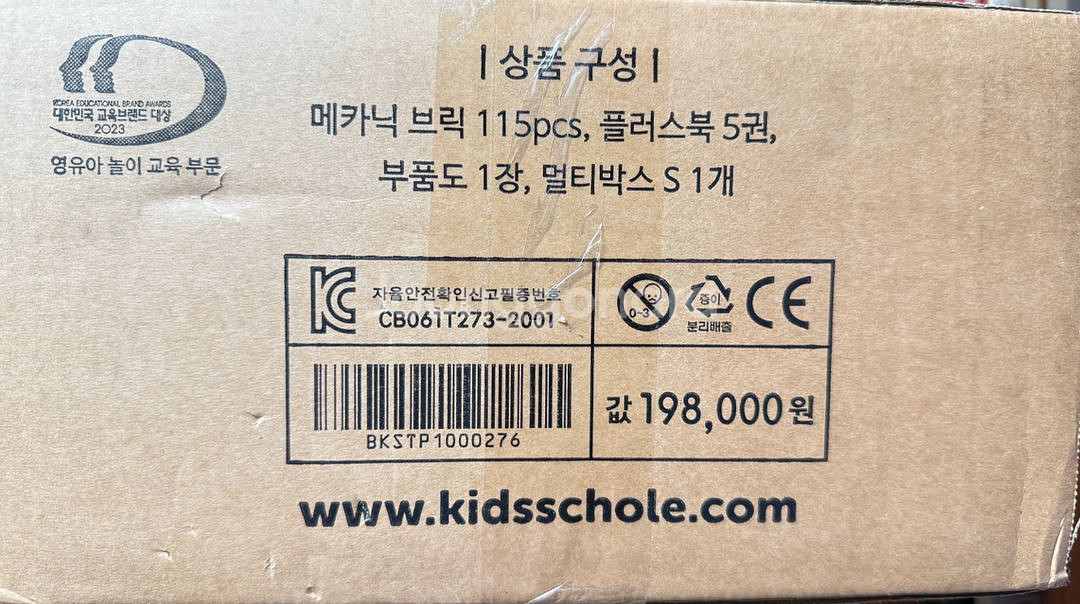 KOREA EDUCATIONAL BRAND AWARDS
대한민국 교육브랜드 대상
2023
영유아 놀이 교육 부문
| 상품 구성 |
메카닉 브릭 115pcs, 플러스북 5권,
부품도 1장, 멀티박스 S 1개
자율안전확인신고필증번호
CB061T273-2001
0~3
종이
분리배출
CE
BKSTP1000276
값 198,000원
www.kidsschole.com